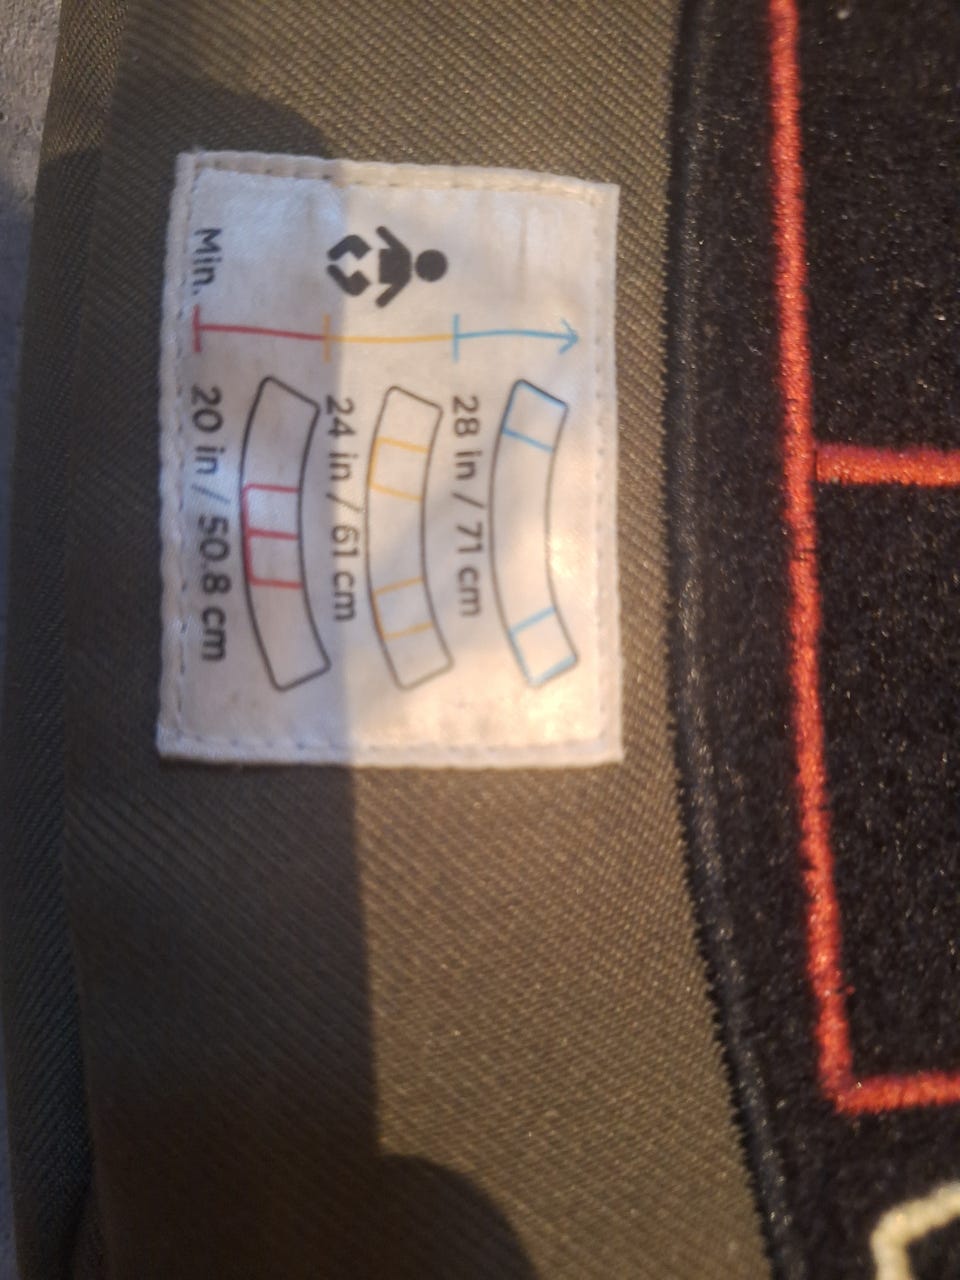 28 in / 71 cm
24 in / 61 cm
Min. 20 in / 50.8 cm